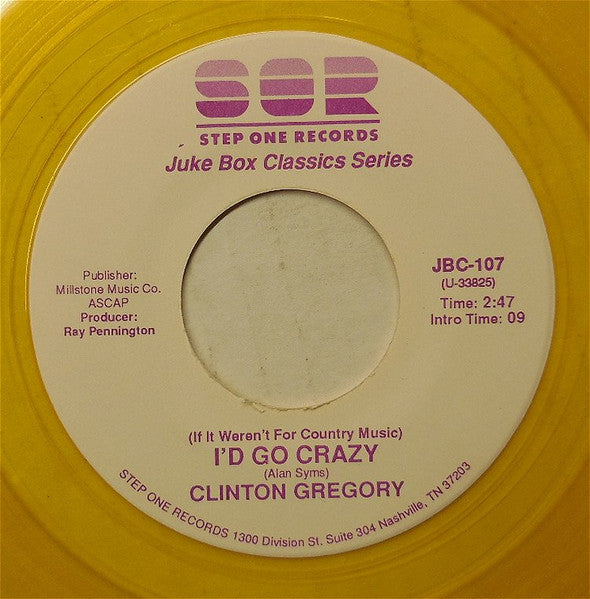 SOR
STEP ONE RECORDS
Juke Box Classics Series
Publisher:
Millstone Music Co.
ASCAP
Producer:
Ray Pennington
JBC-107
(U-33825)
Time: 2:47
Intro Time: 09
(If It Weren't For Country Music)
I'D GO CRAZY
(Alan Syms)
CLINTON GREGORY
STEP ONE RECORDS 1300 Division St. Suite 304 Nashville, TN 37203